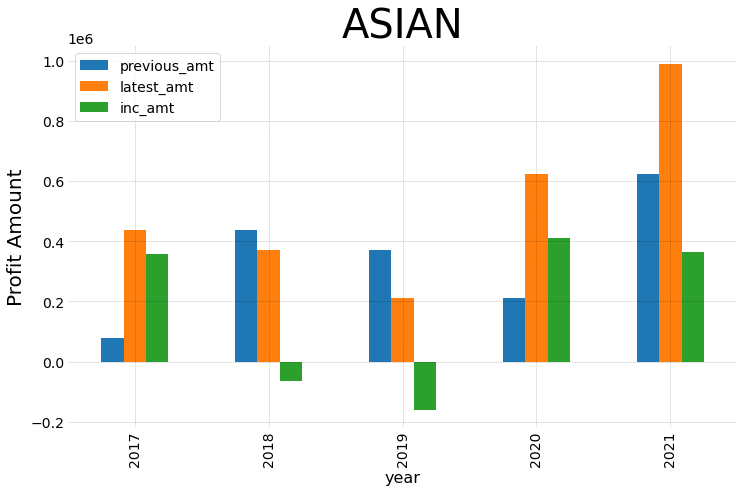 ASIAN
1e6
previous_amt
latest_amt
inc_amt
Profit Amount
1.0
0.8
0.6
0.4
0.2
0.0
−0.2
2017
2018
2019
2020
2021
year